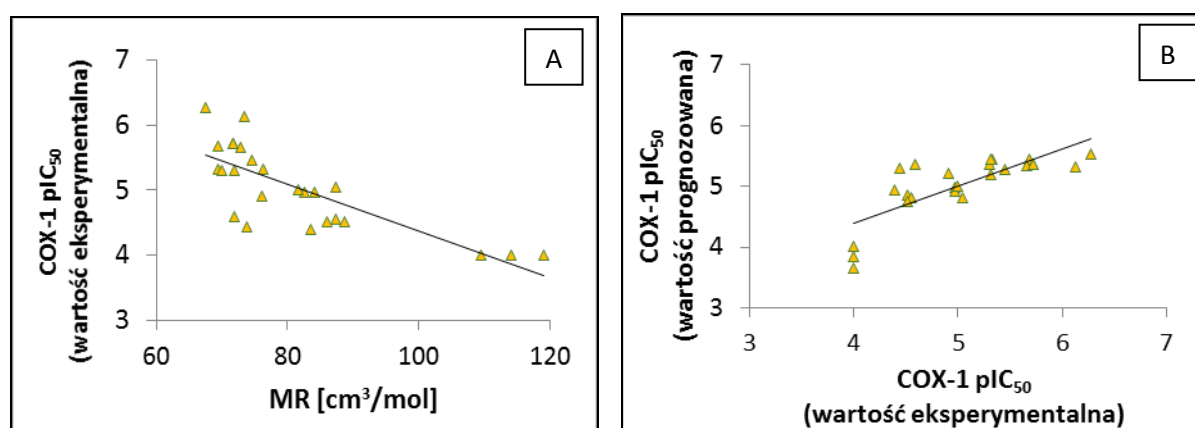 A
COX-1 pIC₅₀
(wartość eksperymentalna)
7
6
5
4
3
60
80
100
120
MR [cm³/mol]
B
COX-1 pIC₅₀
(wartość prognozowana)
7
6
5
4
3
3
4
5
6
7
COX-1 pIC₅₀
(wartość eksperymentalna)